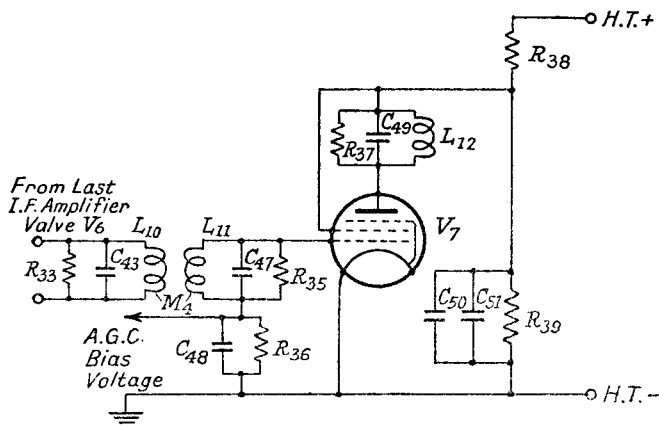 H.T.+
R38
C49
R37
L12
From Last
I.F. Amplifier
Valve V6
L10
L11
V7
R33
C43
C47
R35
M4
C50
C51
R39
A.G.C.
Bias
Voltage
C48
R36
H.T.-